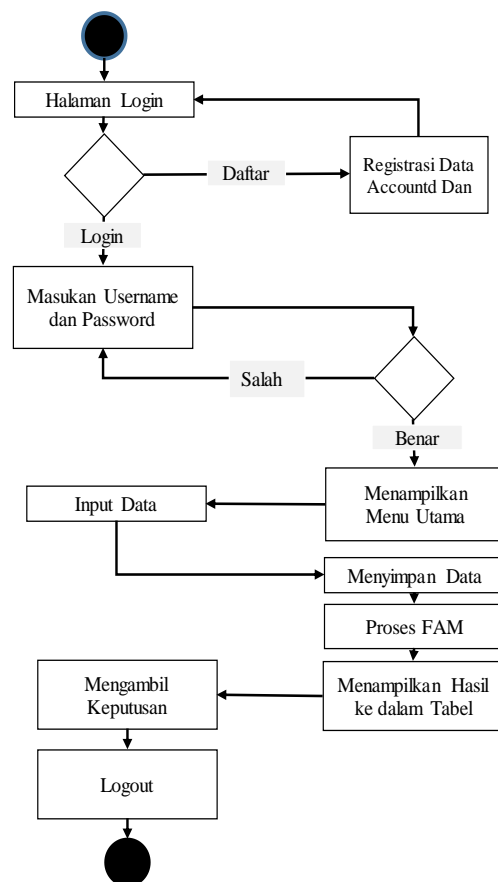 Halaman Login
Daftar
Registrasi Data
Accountd Dan
Login
Masukan Username
dan Password
Salah
Benar
Input Data
Menampilkan
Menu Utama
Menyimpan Data
Proses FAM
Mengambil
Keputusan
Menampilkan Hasil
ke dalam Tabel
Logout